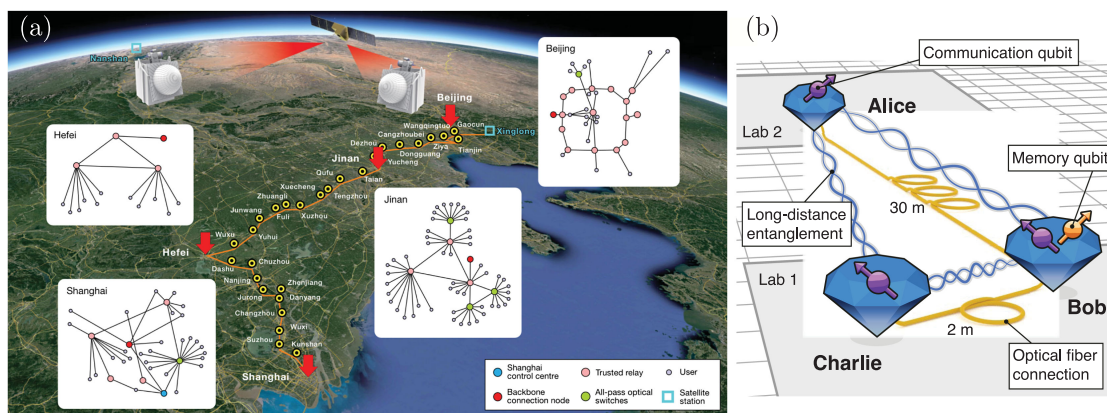 (a)
Nanshan
Beijing
Beijing
Wangqingtuo
Gaocun
Cangzhoubei
Xinglong
Dezhou
Ziya
Tianjin
Dongguang
Jinan
Yucheng
Hefei
Qufu
Taian
Xuecheng
Tengzhou
Zhuangli
Jinan
Junwang
Fuli
Xuzhou
Wuxu
Yuhui
Hefei
Chuzhou
Dashu
Nanjing
Zhenjiang
Shanghai
Jurong
Danyang
Changzhou
Wuxi
Suzhou
Kunshan
Shanghai
Shanghai
control centre
Trusted relay
User
Backbone
connection node
All-pass optical
switches
Satellite
station
(b)
Communication qubit
Alice
Lab 2
Memory qubit
30 m
Long-distance
entanglement
Lab 1
Bob
2 m
Charlie
Optical fiber
connection